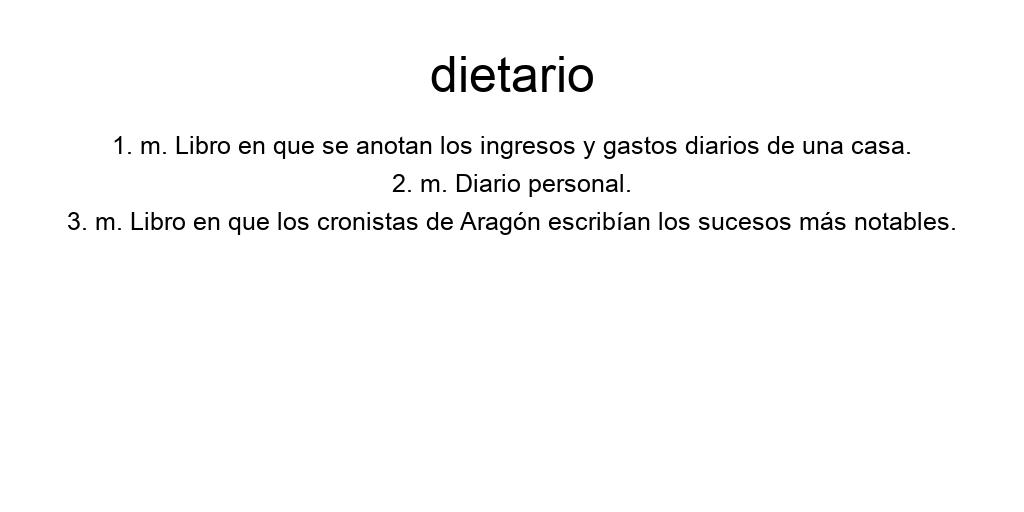 dietario
1. m. Libro en que se anotan los ingresos y gastos diarios de una casa.
2. m. Diario personal.
3. m. Libro en que los cronistas de Aragón escribían los sucesos más notables.